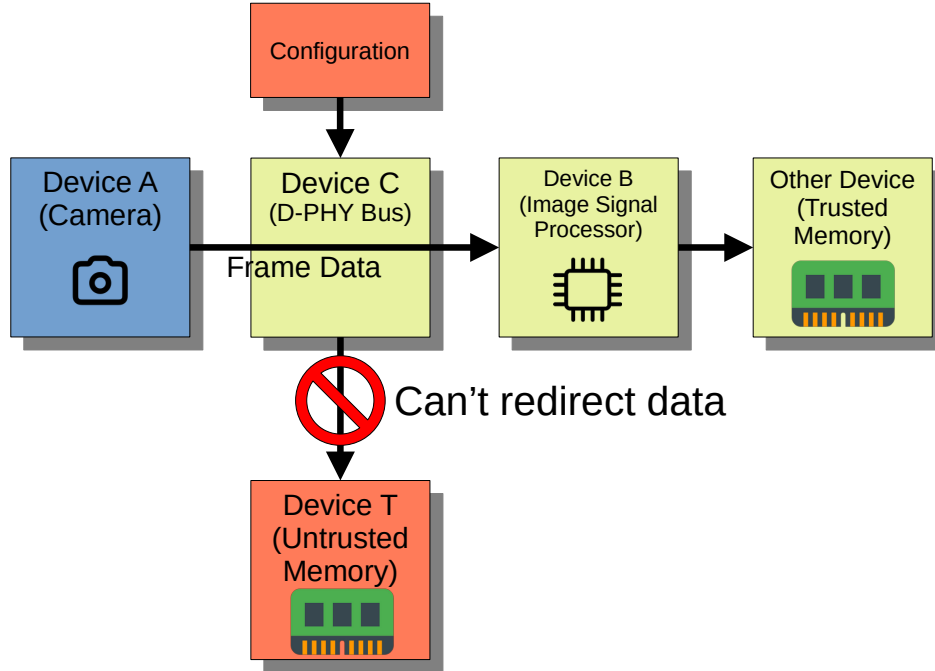 Configuration
Device A
(Camera)
Device C
(D-PHY Bus)
Frame Data
Device B
(Image Signal
Processor)
Other Device
(Trusted
Memory)
Can’t redirect data
Device T
(Untrusted
Memory)